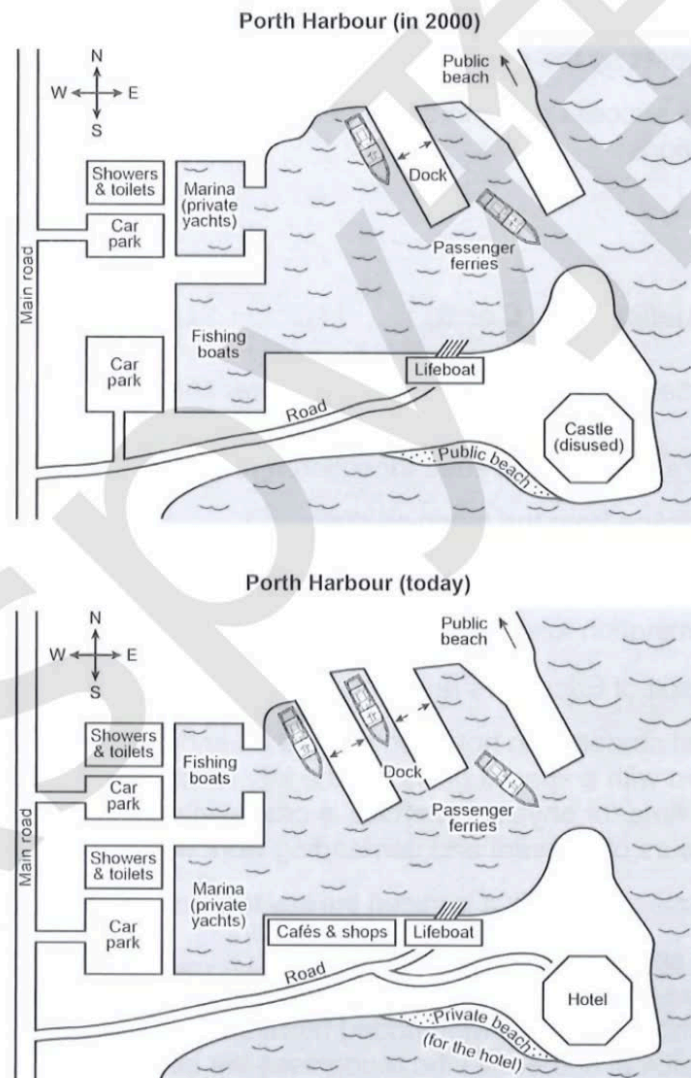 Porth Harbour (in 2000)
N
W E
S
Public
beach
Showers
& toilets
Marina
(private
yachts)
Dock
Car
park
Passenger
ferries
Main road
Fishing
boats
Car
park
Lifeboat
Road
Castle
(disused)
Public beach
Porth Harbour (today)
N
W E
S
Public
beach
Showers
& toilets
Fishing
boats
Dock
Car
park
Passenger
ferries
Main road
Showers
& toilets
Marina
(private
yachts)
Car
park
Cafés & shops
Lifeboat
Road
Hotel
Private beach
(for the hotel)